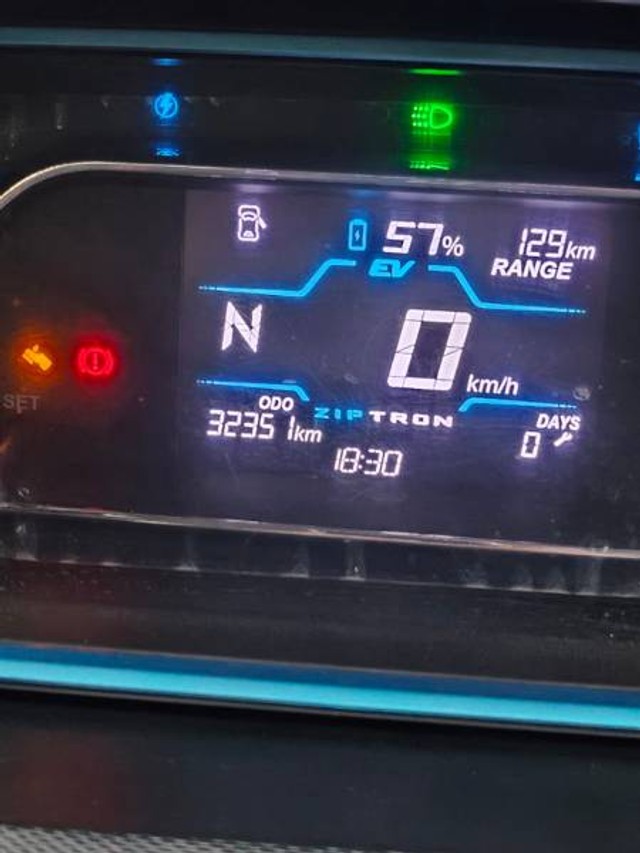 57% 129km
EV RANGE
N
0 km/h
SET
ODO ZIPTRON DAYS
32351km 0
18:30